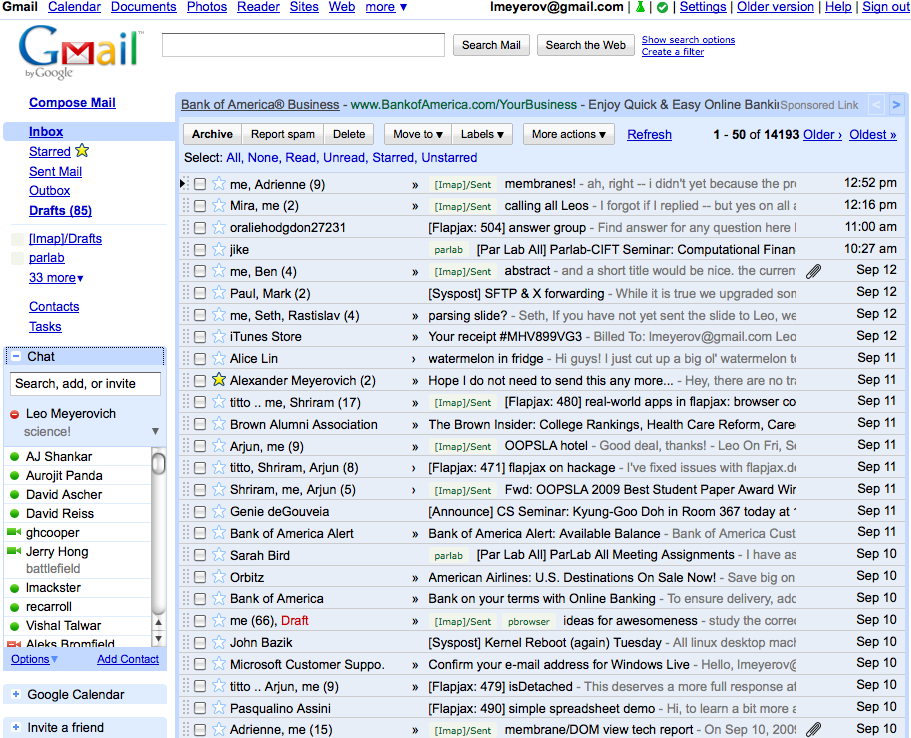 Gmail Calendar Documents Photos Reader Sites Web more ▼ lmeyerov@gmail.com | | Settings | Older version | Help | Sign out
Gmail™ by Google
Search Mail Search the Web Show search options
Create a filter
Compose Mail
Inbox
Starred
Sent Mail
Outbox
Drafts (85)
[Imap]/Drafts
parlab
33 more▼
Contacts
Tasks
− Chat
Search, add, or invite
Leo Meyerovich
science! ▼
AJ Shankar
Aurojit Panda
David Ascher
David Reiss
ghcooper
Jerry Hong
battlefield
lmackster
recarroll
Vishal Talwar
Aleks Bromfield
Options▼ Add Contact
+ Google Calendar
+ Invite a friend
Bank of America® Business - www.BankofAmerica.com/YourBusiness - Enjoy Quick & Easy Online Bankin Sponsored Link < >
Archive Report spam Delete Move to ▼ Labels ▼ More actions ▼ Refresh 1 - 50 of 14193 Older › Oldest »
Select: All, None, Read, Unread, Starred, Unstarred
me, Adrienne (9) » [Imap]/Sent membranes! - ah, right -- i didn't yet because the pro 12:52 pm
Mira, me (2) » [Imap]/Sent calling all Leos - I forgot if I replied -- but yes on all a 12:16 pm
oraliehodgdon27231 [Flapjax: 504] answer group - Find answer for any question here 11:00 am
jike parlab [Par Lab All] Parlab-CIFT Seminar: Computational Finan 10:27 am
me, Ben (4) » [Imap]/Sent abstract - and a short title would be nice. the current Sep 12
Paul, Mark (2) [Syspost] SFTP & X forwarding - While it is true we upgraded som Sep 12
me, Seth, Rastislav (4) » parsing slide? - Seth, If you have not yet sent the slide to Leo, we Sep 12
iTunes Store » Your receipt #MHV899VG3 - Billed To: lmeyerov@gmail.com Leo Sep 12
Alice Lin › watermelon in fridge - Hi guys! I just cut up a big ol' watermelon to Sep 11
Alexander Meyerovich (2) » Hope I do not need to send this any more... - Hey, there are no tra Sep 11
titto .. me, Shriram (17) » [Imap]/Sent [Flapjax: 480] real-world apps in flapjax: browser co Sep 11
Brown Alumni Association » The Brown Insider: College Rankings, Health Care Reform, Caree Sep 11
Arjun, me (9) » [Imap]/Sent OOPSLA hotel - Good deal, thanks! - Leo On Fri, Se Sep 11
titto, Shriram, Arjun (8) › [Flapjax: 471] flapjax on hackage - I've fixed issues with flapjax.de Sep 11
Shriram, me, Arjun (5) › [Imap]/Sent Fwd: OOPSLA 2009 Best Student Paper Award Win Sep 11
Genie deGouveia [Announce] CS Seminar: Kyung-Goo Doh in Room 367 today at Sep 11
Bank of America Alert » Bank of America Alert: Available Balance - Bank of America Cust Sep 11
Sarah Bird parlab [Par Lab All] ParLab All Meeting Assignments - I have as Sep 10
Orbitz » American Airlines: U.S. Destinations On Sale Now! - Save big on Sep 10
Bank of America » Bank on your terms with Online Banking - To ensure delivery, add Sep 10
me (66), Draft » [Imap]/Sent pbrowser ideas for awesomeness - study the corre Sep 10
John Bazik [Syspost] Kernel Reboot (again) Tuesday - All linux desktop mach Sep 10
Microsoft Customer Suppo. » Confirm your e-mail address for Windows Live - Hello, lmeyerov@ Sep 10
titto .. Arjun, me (9) » [Flapjax: 479] isDetached - This deserves a more full response af Sep 10
Pasqualino Assini [Flapjax: 490] simple spreadsheet demo - Hi, to learn a bit more a Sep 10
Adrienne, me (15) » [Imap]/Sent membrane/DOM view tech report - On Sep 10, 2009 Sep 10